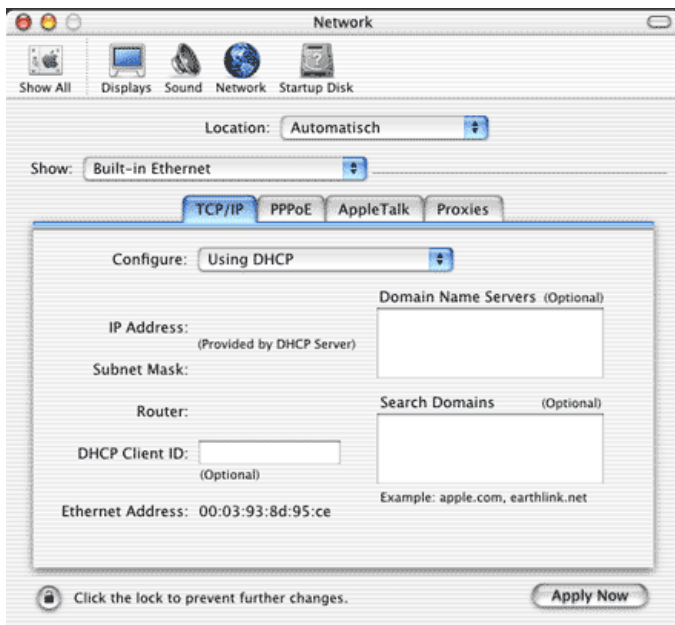 Network
Show All Displays Sound Network Startup Disk
Location: Automatisch
Show: Built-in Ethernet
TCP/IP PPPoE AppleTalk Proxies
Configure: Using DHCP
Domain Name Servers (Optional)
IP Address:
(Provided by DHCP Server)
Subnet Mask:
Router:
Search Domains (Optional)
DHCP Client ID:
(Optional)
Example: apple.com, earthlink.net
Ethernet Address: 00:03:93:8d:95:ce
Click the lock to prevent further changes.
Apply Now